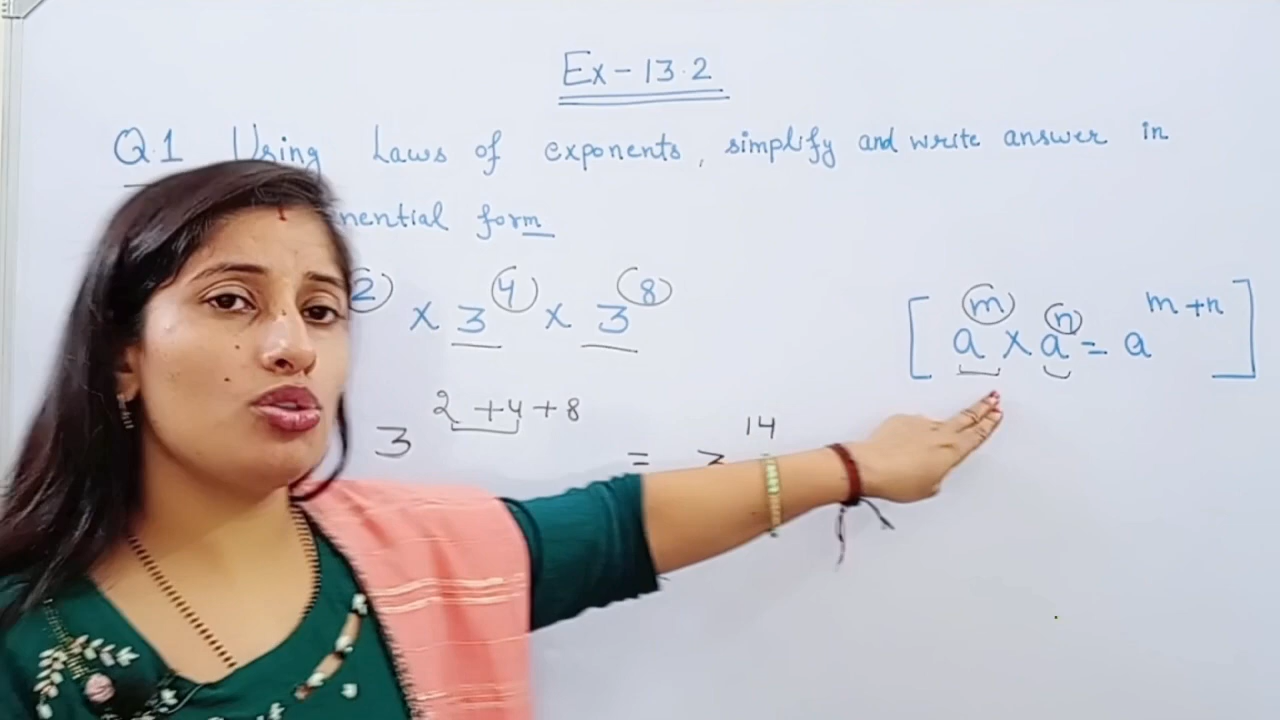 Ex - 13.2
Q.1 Using Laws of exponents, simplify and write answer in
nential form
2 × 3^4 × 3^8
[ a^m × a^n = a^m+n ]
3^2+4+8 = 14